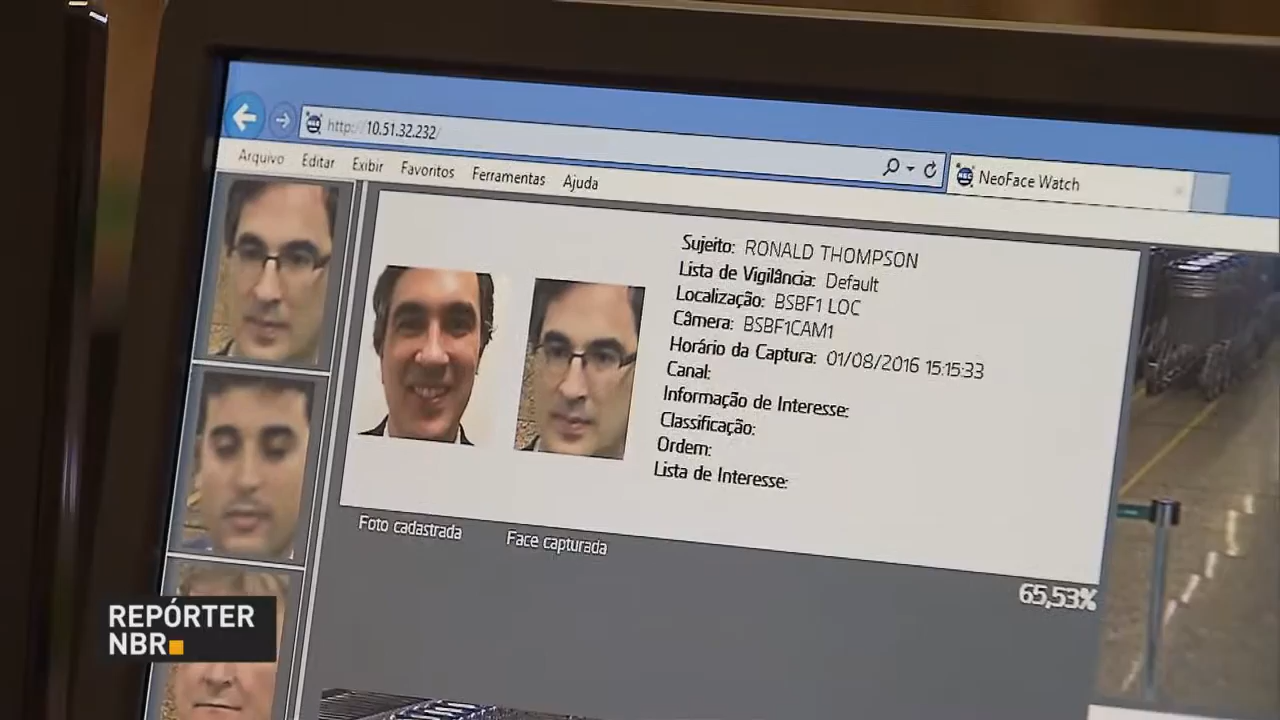 http://10.51.32.232/
NeoFace Watch
Arquivo Editar Exibir Favoritos Ferramentas Ajuda
Sujeito: RONALD THOMPSON
Lista de Vigilância: Default
Localização: BSBF1 LOC
Câmera: BSBF1CAM1
Horário da Captura: 01/08/2016 15:15:33
Canal:
Informação de Interesse:
Classificação:
Ordem:
Lista de Interesse:
Foto cadastrada
Face capturada
65,53%
REPÓRTER
NBR